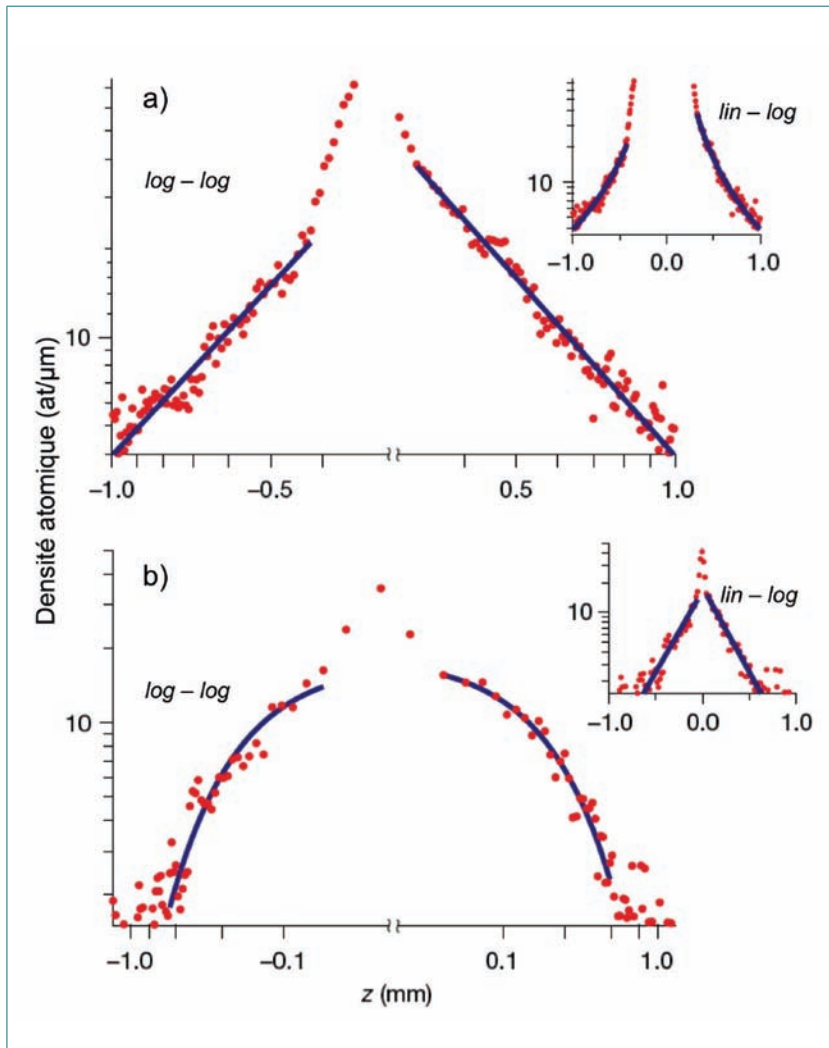 a)
log – log
lin – log
10
–1.0 0.0 1.0
10
–1.0 –0.5 0.5 1.0
Densité atomique (at/µm)
b)
log – log
lin – log
10
–1.0 0.0 1.0
10
–1.0 –0.1 0.1 1.0
z (mm)